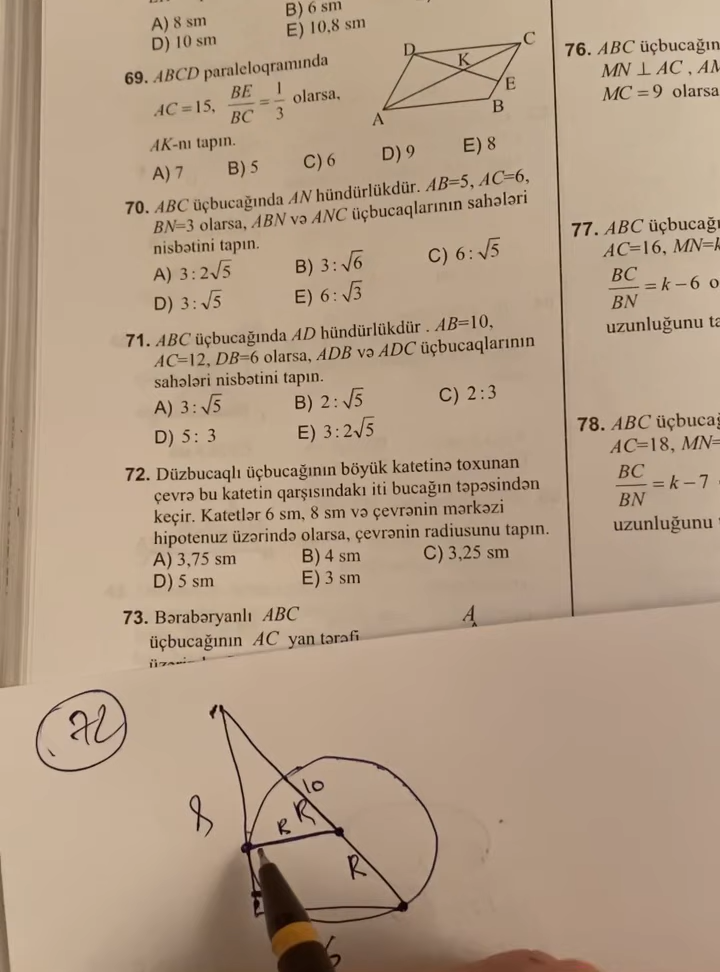 A) 8 sm
B) 6 sm
D) 10 sm
E) 10,8 sm
69. ABCD paraleloqramında
AC = 15, BE/BC = 1/3 olarsa,
AK-nı tapın.
A) 7 B) 5 C) 6 D) 9 E) 8
D
C
K
E
B
A
70. ABC üçbucağında AN hündürlükdür. AB=5, AC=6,
BN=3 olarsa, ABN və ANC üçbucaqlarının sahələri
nisbətini tapın.
A) 3 : 2√5 B) 3 : √6 C) 6 : √5
D) 3 : √5 E) 6 : √3
71. ABC üçbucağında AD hündürlükdür . AB=10,
AC=12, DB=6 olarsa, ADB və ADC üçbucaqlarının
sahələri nisbətini tapın.
A) 3 : √5 B) 2 : √5 C) 2 : 3
D) 5 : 3 E) 3 : 2√5
72. Düzbucaqlı üçbucağının böyük katetinə toxunan
çevrə bu katetin qarşısındakı iti bucağın təpəsindən
keçir. Katetlər 6 sm, 8 sm və çevrənin mərkəzi
hipotenuz üzərində olarsa, çevrənin radiusunu tapın.
A) 3,75 sm B) 4 sm C) 3,25 sm
D) 5 sm E) 3 sm
73. Bərabəryanlı ABC
üçbucağının AC yan tərəfi
A
76. ABC üçbucağın
MN ⊥ AC , AM
MC = 9 olarsa
77. ABC üçbucağı
AC=16, MN=k
BC/BN = k – 6 o
uzunluğunu ta
78. ABC üçbucağ
AC=18, MN=
BC/BN = k – 7
uzunluğunu
72
8
10
R
R
R
6